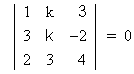 | 1 k 3 |
| 3 k −2 | = 0
| 2 3 4 |